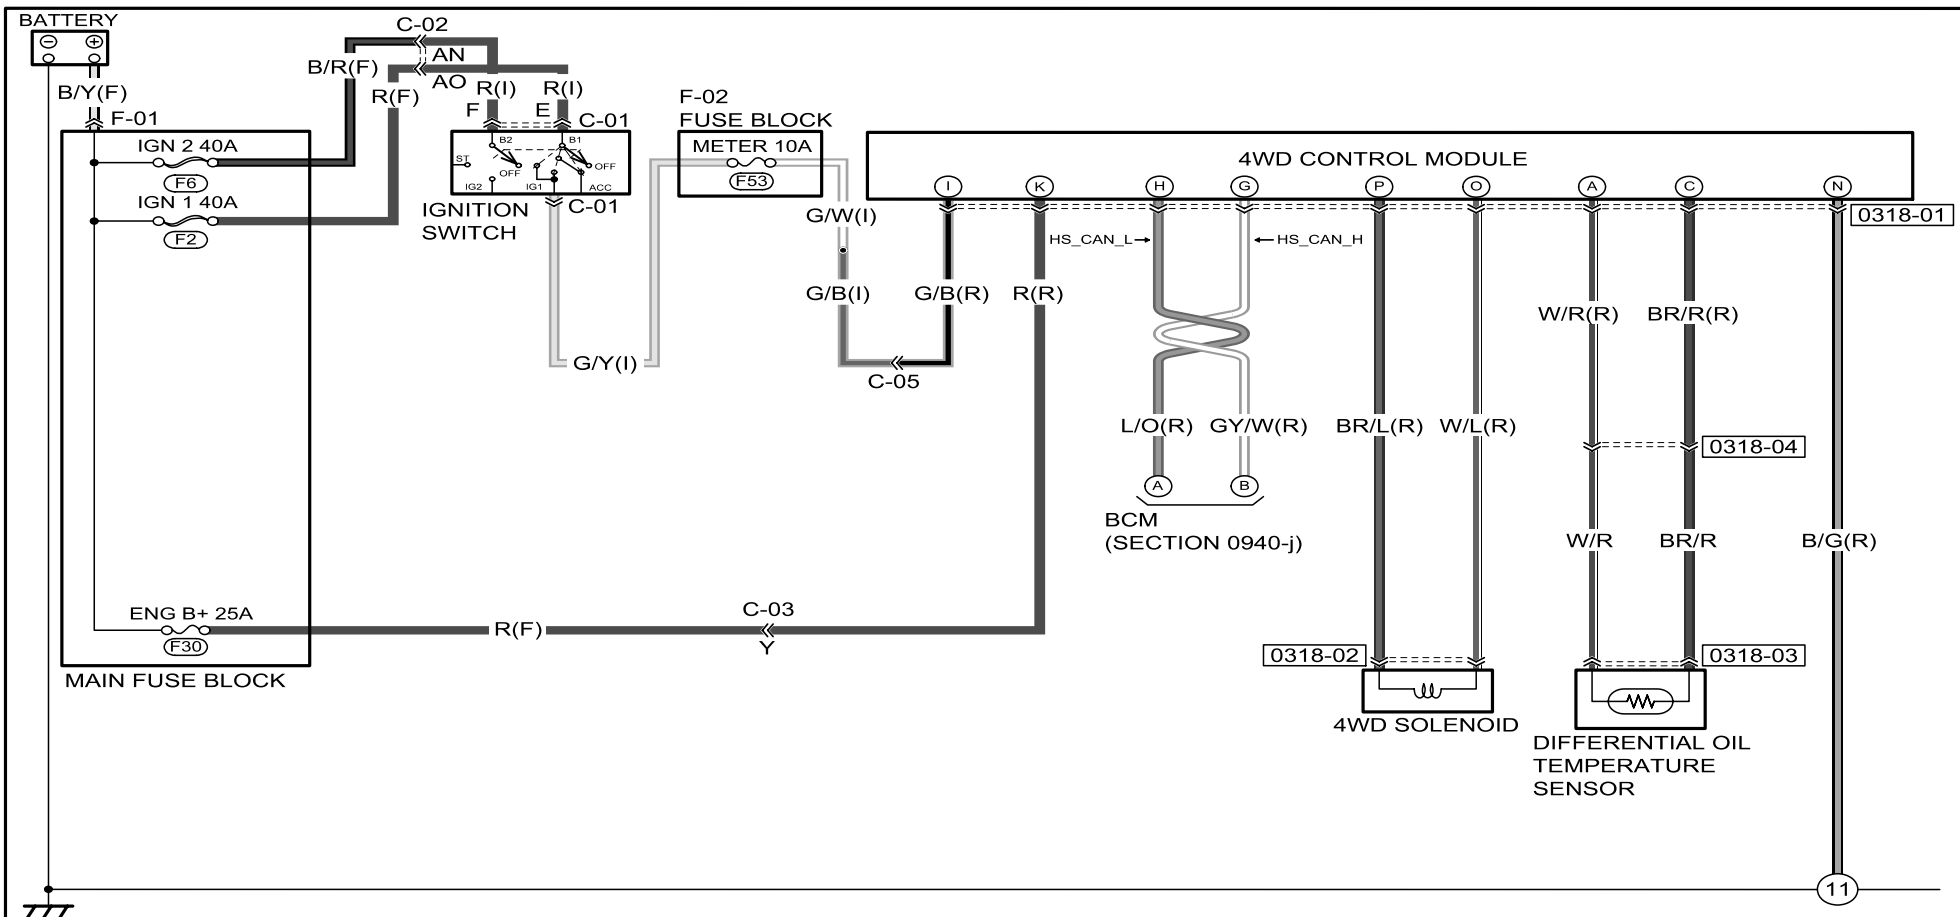 BATTERY
B/Y(F)
F-01
IGN 2 40A
F6
IGN 1 40A
F2
ENG B+ 25A
F30
MAIN FUSE BLOCK
B/R(F)
C-02
AN
AO
R(F)
R(I)
R(I)
F
E
C-01
B2
B1
ST
OFF
OFF
IG2
IG1
ACC
C-01
IGNITION
SWITCH
G/Y(I)
F-02
FUSE BLOCK
METER 10A
F53
G/W(I)
G/B(I)
C-05
G/B(R)
R(R)
R(F)
C-03
Y
4WD CONTROL MODULE
I
K
H
G
P
O
A
C
N
0318-01
HS_CAN_L
HS_CAN_H
L/O(R)
GY/W(R)
A
B
BCM
(SECTION 0940-j)
BR/L(R)
W/L(R)
0318-02
4WD SOLENOID
W/R(R)
BR/R(R)
0318-04
W/R
BR/R
0318-03
DIFFERENTIAL OIL
TEMPERATURE
SENSOR
B/G(R)
11